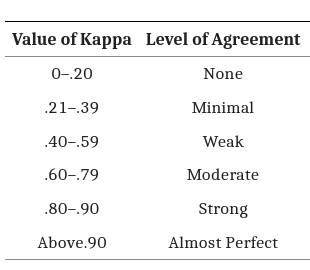 Value of Kappa Level of Agreement
0–.20 None
.21–.39 Minimal
.40–.59 Weak
.60–.79 Moderate
.80–.90 Strong
Above.90 Almost Perfect